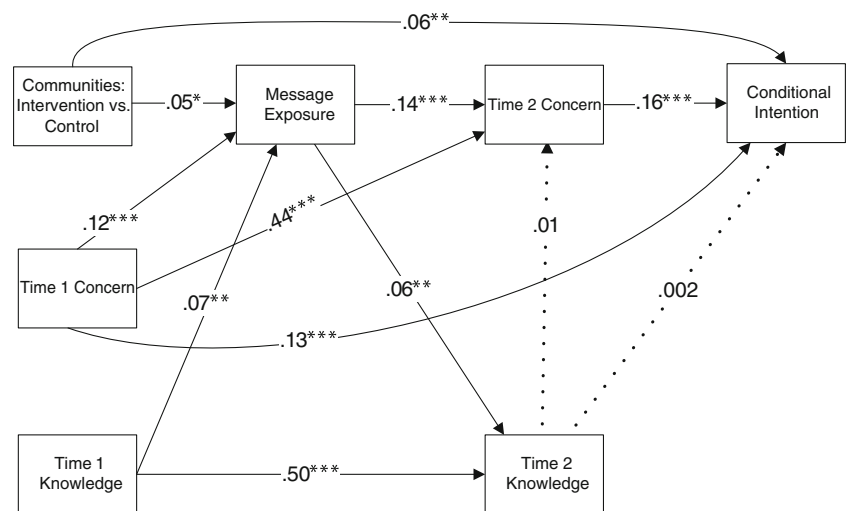 .06**
Communities:
Intervention vs.
Control
.05*
Message
Exposure
.14***
Time 2 Concern
.16***
Conditional
Intention
.12***
.44***
Time 1 Concern
.07**
.06**
.01
.002
.13***
Time 1
Knowledge
.50***
Time 2
Knowledge